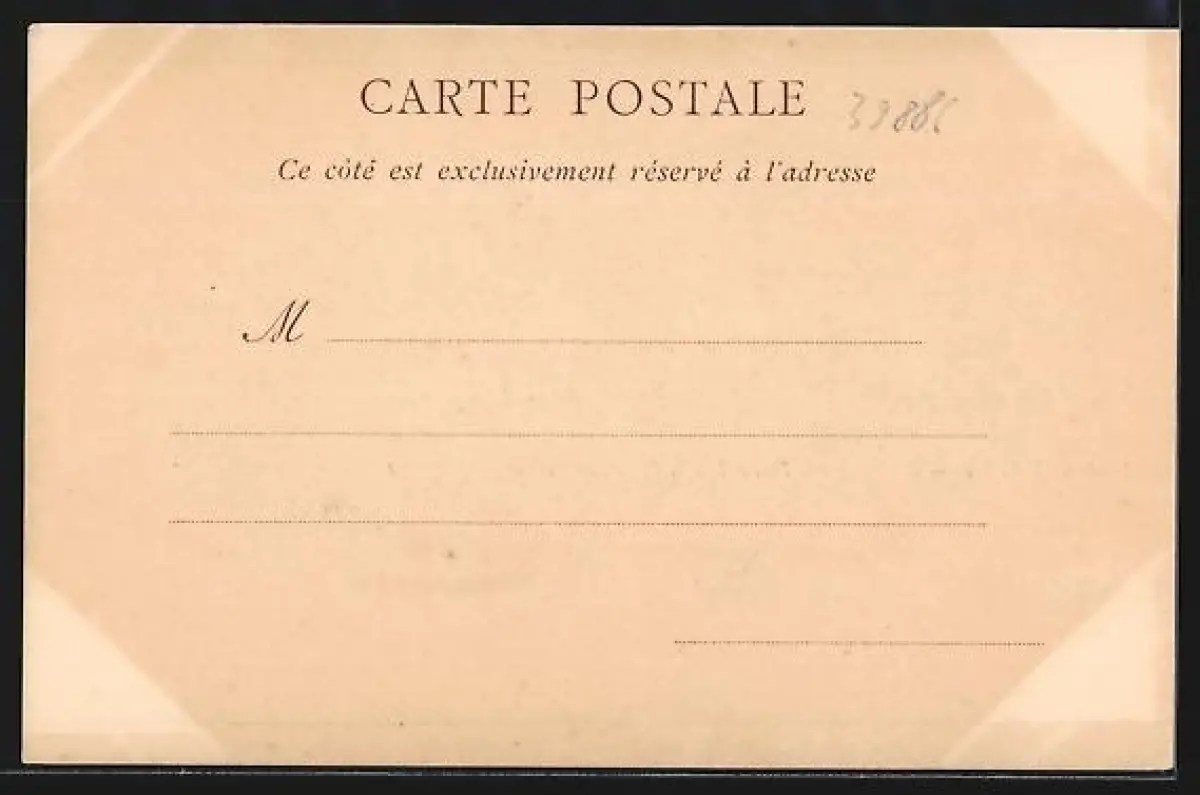 CARTE POSTALE
Ce côté est exclusivement réservé à l'adresse
M